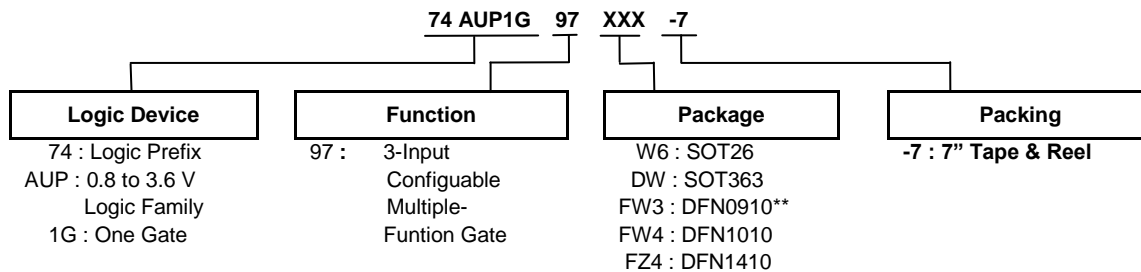 74 AUP1G 97 XXX -7
Logic Device
74 : Logic Prefix
AUP : 0.8 to 3.6 V
Logic Family
1G : One Gate
Function
97 : 3-Input
Configuable
Multiple-
Funtion Gate
Package
W6 : SOT26
DW : SOT363
FW3 : DFN0910**
FW4 : DFN1010
FZ4 : DFN1410
Packing
-7 : 7” Tape & Reel